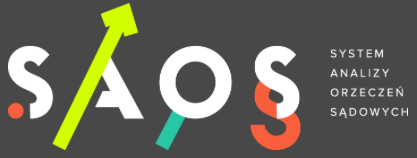 SAOS
SYSTEM
ANALIZY
ORZECZEŃ
SĄDOWYCH